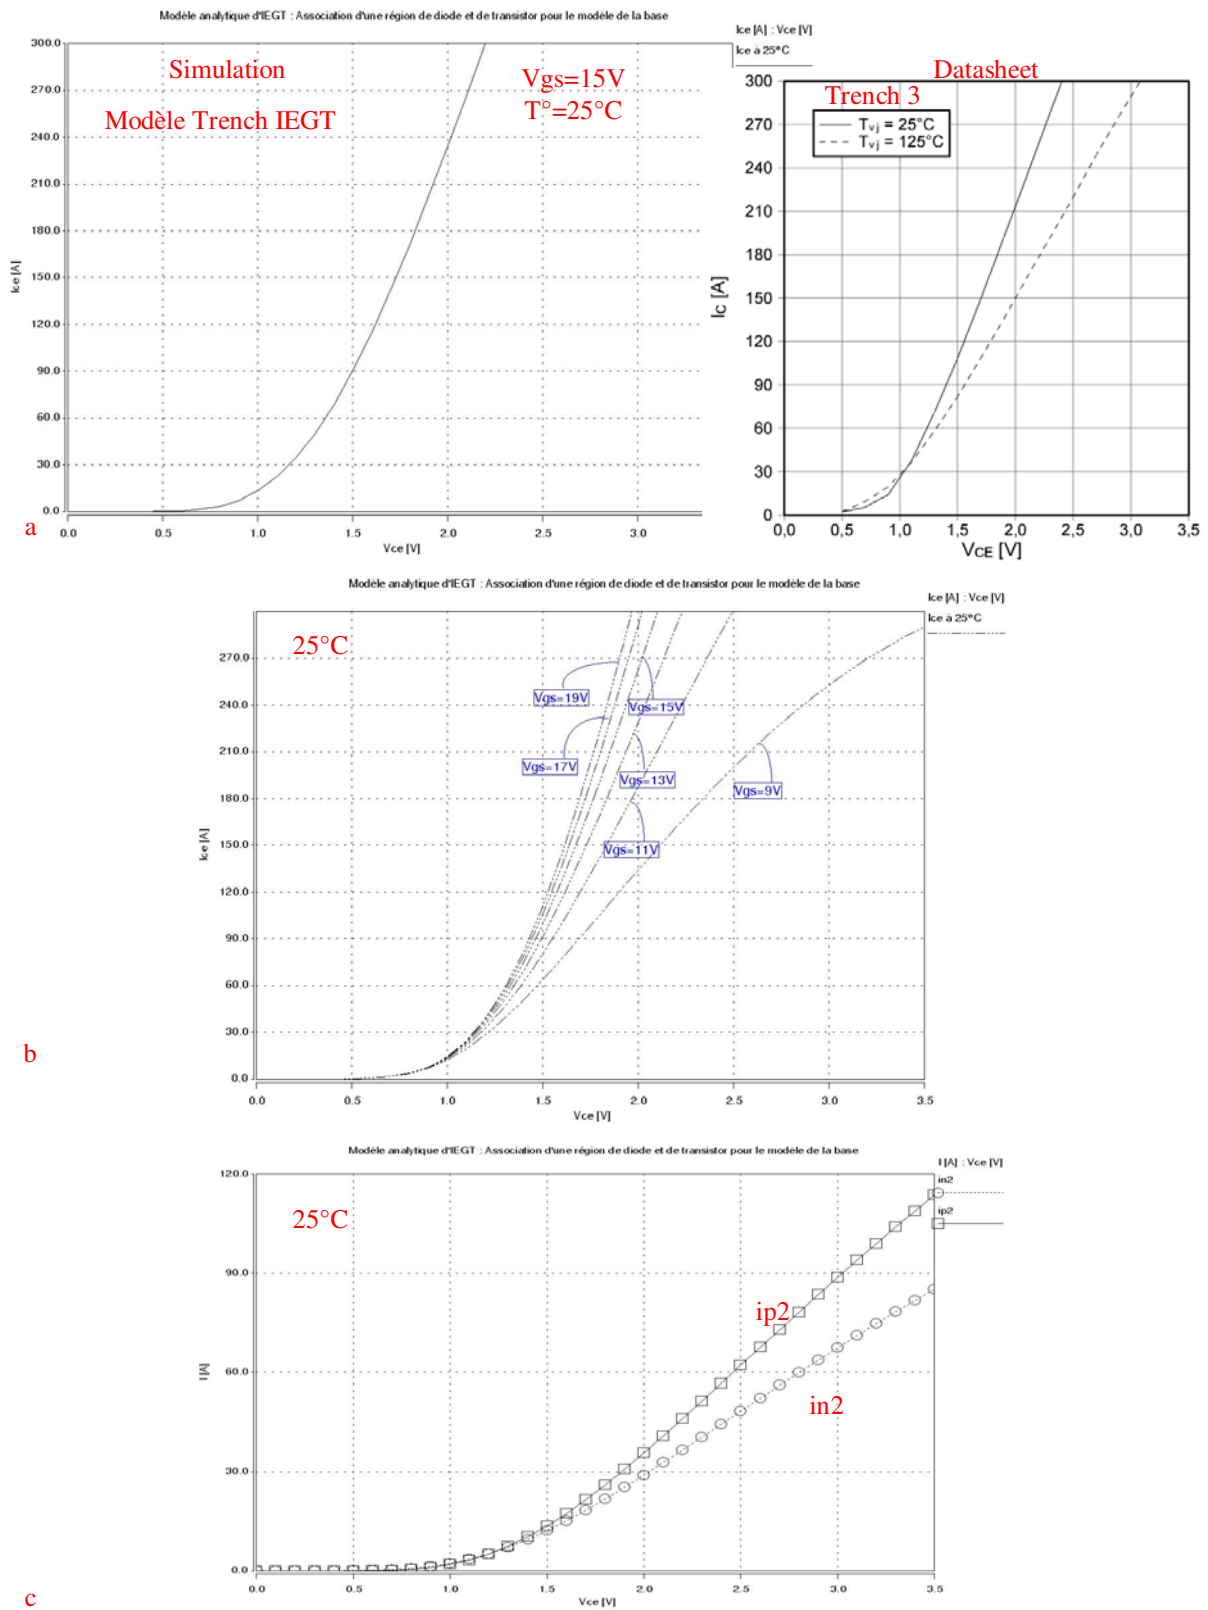 Modèle analytique d'IEGT : Association d'une région de diode et de transistor pour le modèle de la base
Ice [A] : Vce [V]
Ice à 25°C
300.0
270.0
240.0
210.0
180.0
150.0
120.0
90.0
60.0
30.0
0.0
Ice [A]
Simulation
Modèle Trench IEGT
Vgs=15V
T°=25°C
0.0 0.5 1.0 1.5 2.0 2.5 3.0
Vce [V]
a
Datasheet
Trench 3
Tvj = 25°C
Tvj = 125°C
300
270
240
210
180
150
120
90
60
30
0
IC [A]
0,0 0,5 1,0 1,5 2,0 2,5 3,0 3,5
VCE [V]
Modèle analytique d'IEGT : Association d'une région de diode et de transistor pour le modèle de la base
Ice [A] : Vce [V]
Ice à 25°C
25°C
270.0
240.0
210.0
180.0
150.0
120.0
90.0
60.0
30.0
0.0
Ice [A]
Vgs=19V
Vgs=15V
Vgs=17V
Vgs=13V
Vgs=9V
Vgs=11V
0.0 0.5 1.0 1.5 2.0 2.5 3.0 3.5
Vce [V]
b
Modèle analytique d'IEGT : Association d'une région de diode et de transistor pour le modèle de la base
I [A] : Vce [V]
in2
ip2
25°C
120.0
90.0
60.0
30.0
0.0
I [A]
ip2
in2
0.0 0.5 1.0 1.5 2.0 2.5 3.0 3.5
Vce [V]
c